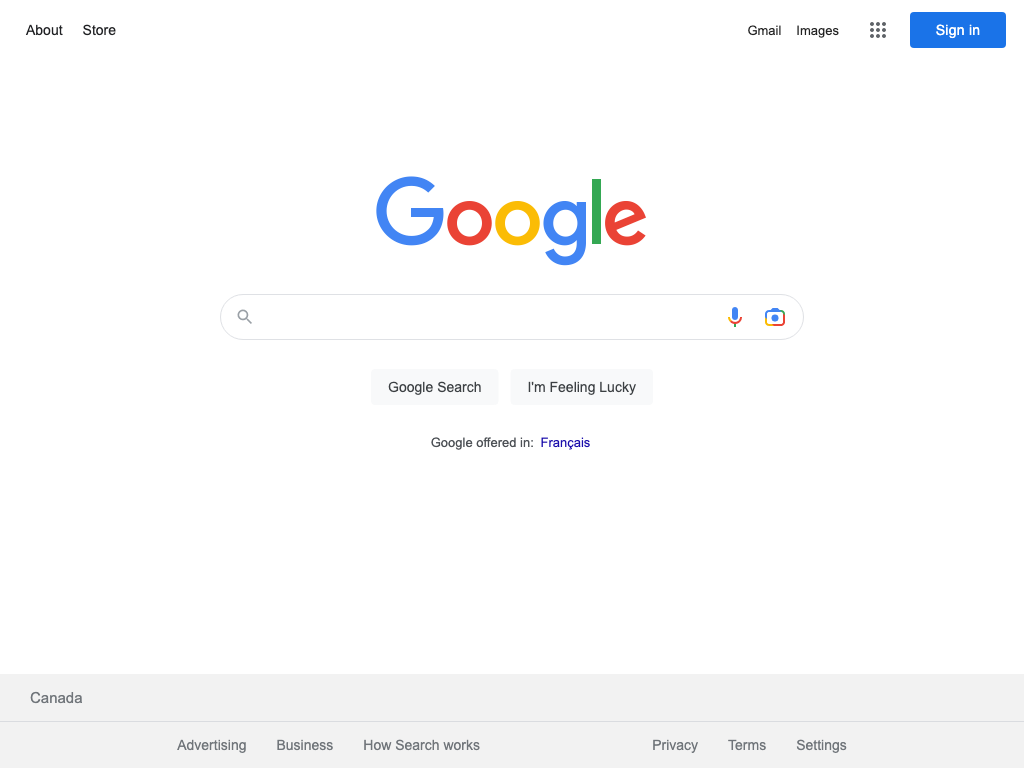 About Store
Gmail Images
Sign in
Google
Google Search
I'm Feeling Lucky
Google offered in: Français
Canada
Advertising Business How Search works
Privacy Terms Settings